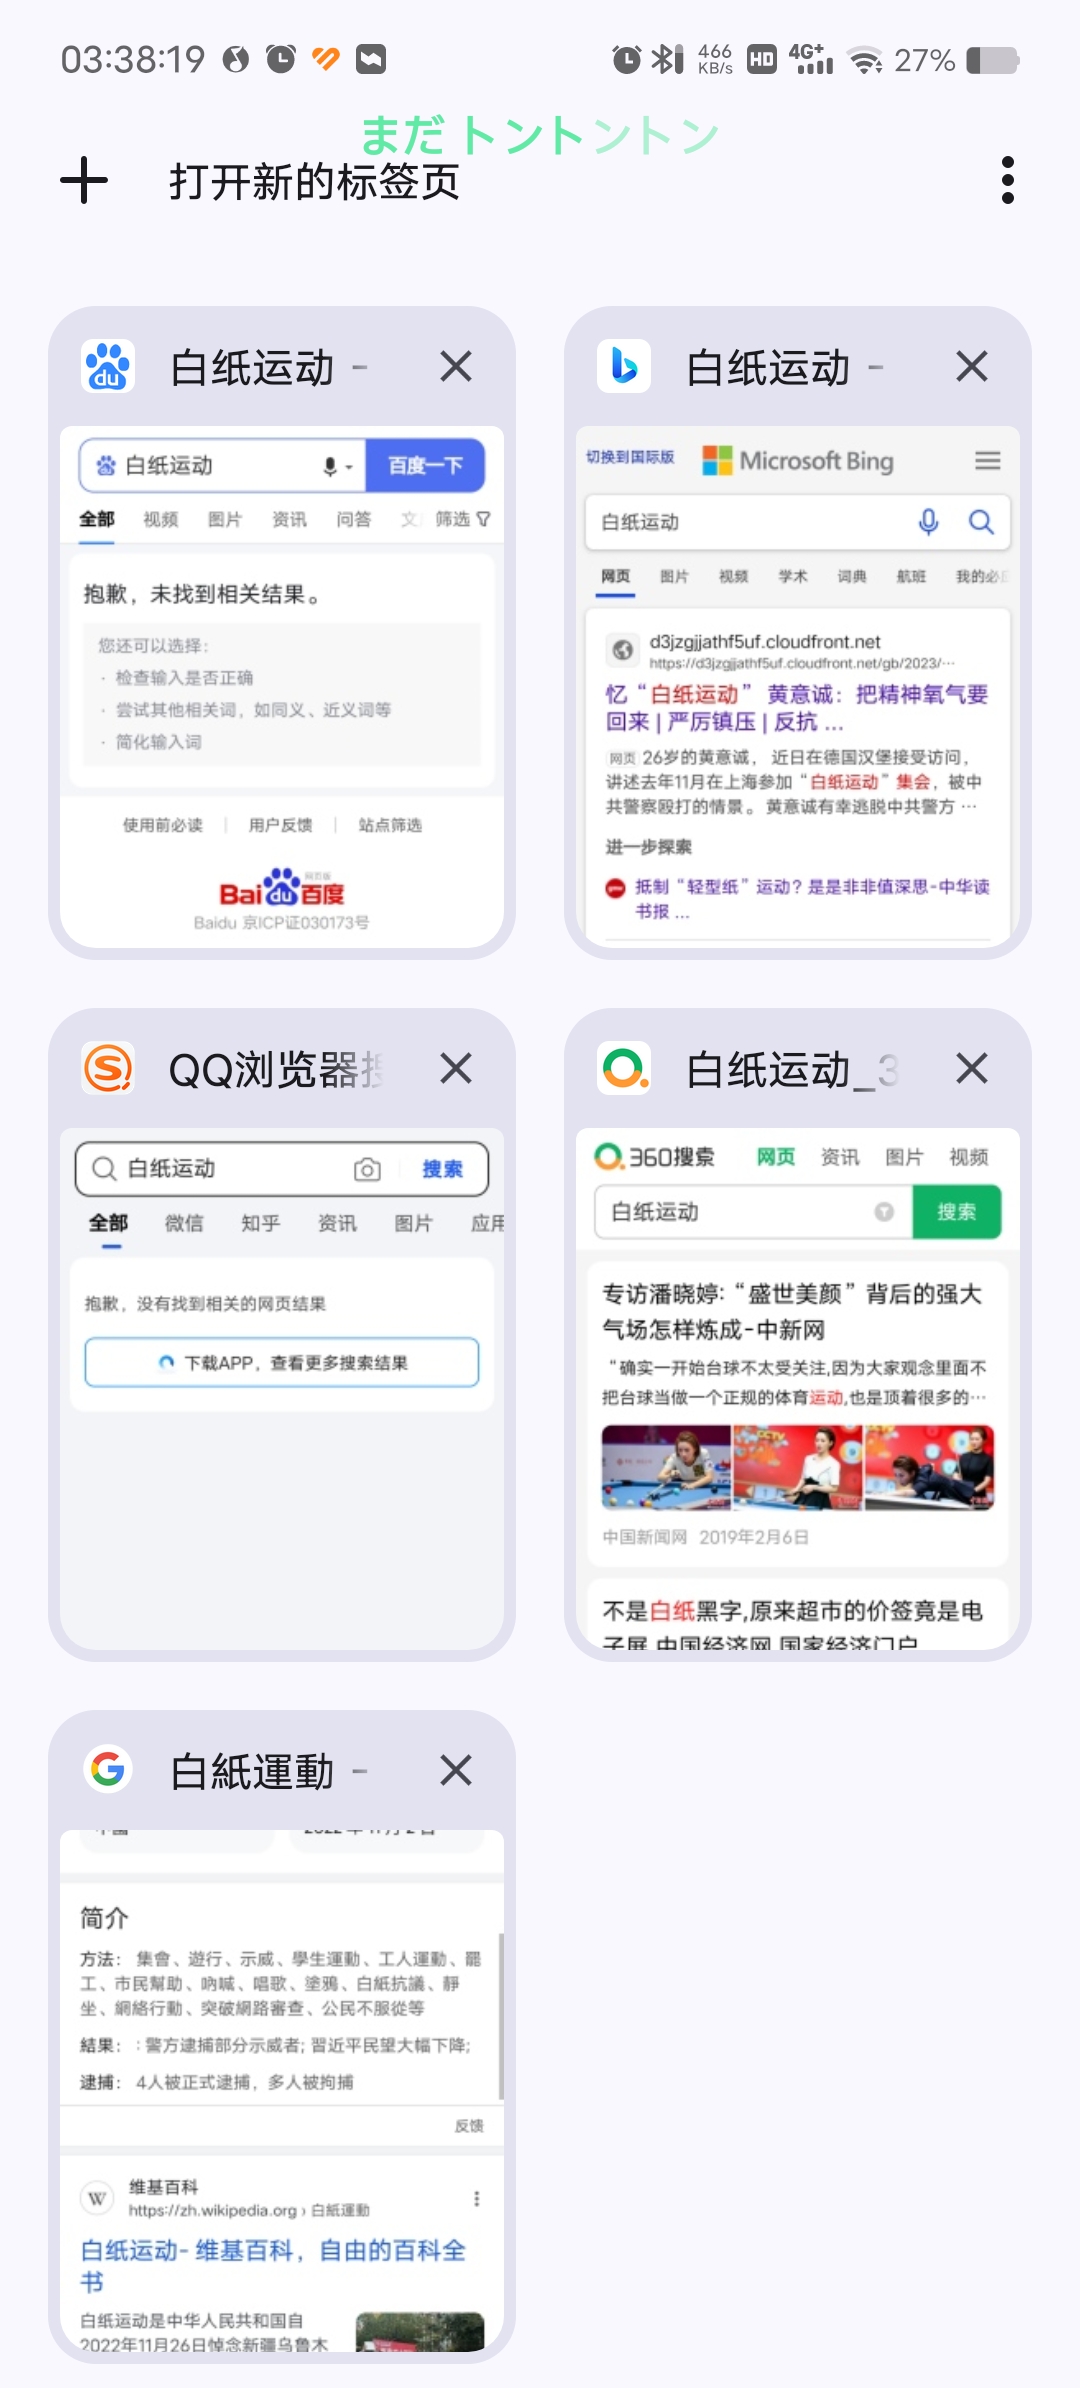 03:38:19
466
KB/s
HD
4G+
27%
まだ トントントン
打开新的标签页
白纸运动 -
白纸运动
百度一下
全部 视频 图片 资讯 问答 筛选
抱歉，未找到相关结果。
您还可以选择:
· 检查输入是否正确
· 尝试其他相关词，如同义、近义词等
· 简化输入词
使用前必读 | 用户反馈 | 站点筛选
Bai du 百度
网页版
Baidu 京ICP证030173号
白纸运动 -
切换到国际版
Microsoft Bing
白纸运动
网页 图片 视频 学术 词典 航班 我的必应
d3jzgjjathf5uf.cloudfront.net
https://d3jzgjjathf5uf.cloudfront.net/gb/2023/···
忆“白纸运动” 黄意诚：把精神氧气要
回来 | 严厉镇压 | 反抗 ...
网页 26岁的黄意诚， 近日在德国汉堡接受访问，
讲述去年11月在上海参加“白纸运动”集会，被中
共警察殴打的情景。 黄意诚有幸逃脱中共警方 ···
进一步探索
抵制“轻型纸”运动？是是非非值深思-中华读
书报 ...
QQ浏览器搜
白纸运动
搜索
全部 微信 知乎 资讯 图片 应用
抱歉，没有找到相关的网页结果
下载APP，查看更多搜索结果
白纸运动_3
360搜索 网页 资讯 图片 视频
白纸运动
搜索
专访潘晓婷:“盛世美颜”背后的强大
气场怎样炼成-中新网
“确实一开始台球不太受关注,因为大家观念里面不
把台球当做一个正规的体育运动,也是顶着很多的···
中国新闻网 2019年2月6日
不是白纸黑字,原来超市的价签竟是电
子屏 中国经济网 国家经济门户
白紙運動 -
中國
2022 年 11 月 2 日
简介
方法： 集會、遊行、示威、學生運動、工人運動、罷
工、市民幫助、吶喊、唱歌、塗鴉、白紙抗議、靜
坐、網絡行動、突破網路審查、公民不服從等
結果： : 警方逮捕部分示威者; 習近平民望大幅下降;
逮捕： 4人被正式逮捕，多人被拘捕
反馈
维基百科
https://zh.wikipedia.org › 白紙運動
白纸运动- 维基百科，自由的百科全
书
白纸运动是中华人民共和国自
2022年11月26日悼念新疆乌鲁木